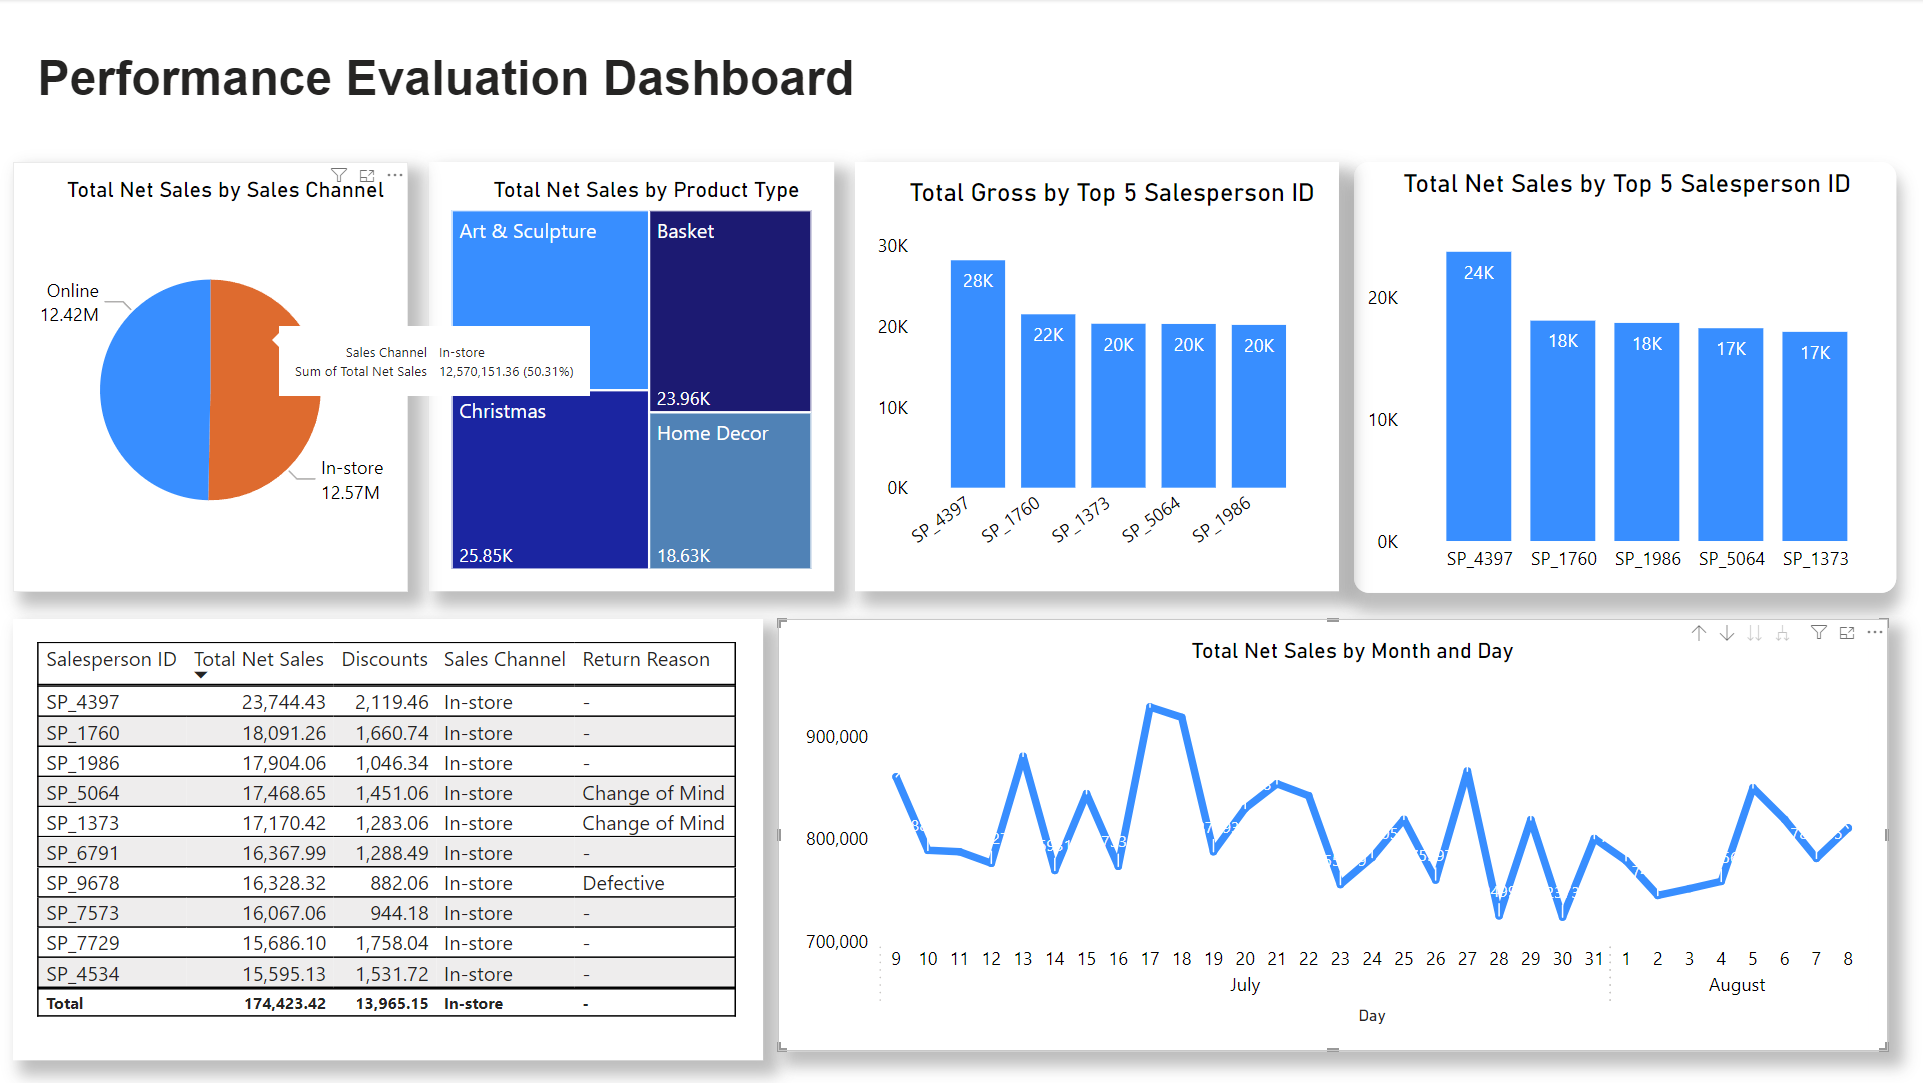 Performance Evaluation Dashboard
Total Net Sales by Sales Channel
Online
12.42M
Sales Channel In-store
Sum of Total Net Sales 12,570,151.36 (50.31%)
In-store
12.57M
Total Net Sales by Product Type
Art & Sculpture
Basket
23.96K
Christmas
25.85K
Home Decor
18.63K
Total Gross by Top 5 Salesperson ID
30K
20K
10K
0K
28K
22K
20K
20K
20K
SP_4397
SP_1760
SP_1373
SP_5064
SP_1986
Total Net Sales by Top 5 Salesperson ID
20K
10K
0K
24K
18K
18K
17K
17K
SP_4397
SP_1760
SP_1986
SP_5064
SP_1373
Salesperson ID Total Net Sales Discounts Sales Channel Return Reason
SP_4397 23,744.43 2,119.46 In-store -
SP_1760 18,091.26 1,660.74 In-store -
SP_1986 17,904.06 1,046.34 In-store -
SP_5064 17,468.65 1,451.06 In-store Change of Mind
SP_1373 17,170.42 1,283.06 In-store Change of Mind
SP_6791 16,367.99 1,288.49 In-store -
SP_9678 16,328.32 882.06 In-store Defective
SP_7573 16,067.06 944.18 In-store -
SP_7729 15,686.10 1,758.04 In-store -
SP_4534 15,595.13 1,531.72 In-store -
Total 174,423.42 13,965.15 In-store -
Total Net Sales by Month and Day
900,000
800,000
700,000
9 10 11 12 13 14 15 16 17 18 19 20 21 22 23 24 25 26 27 28 29 30 31 1 2 3 4 5 6 7 8
July August
Day